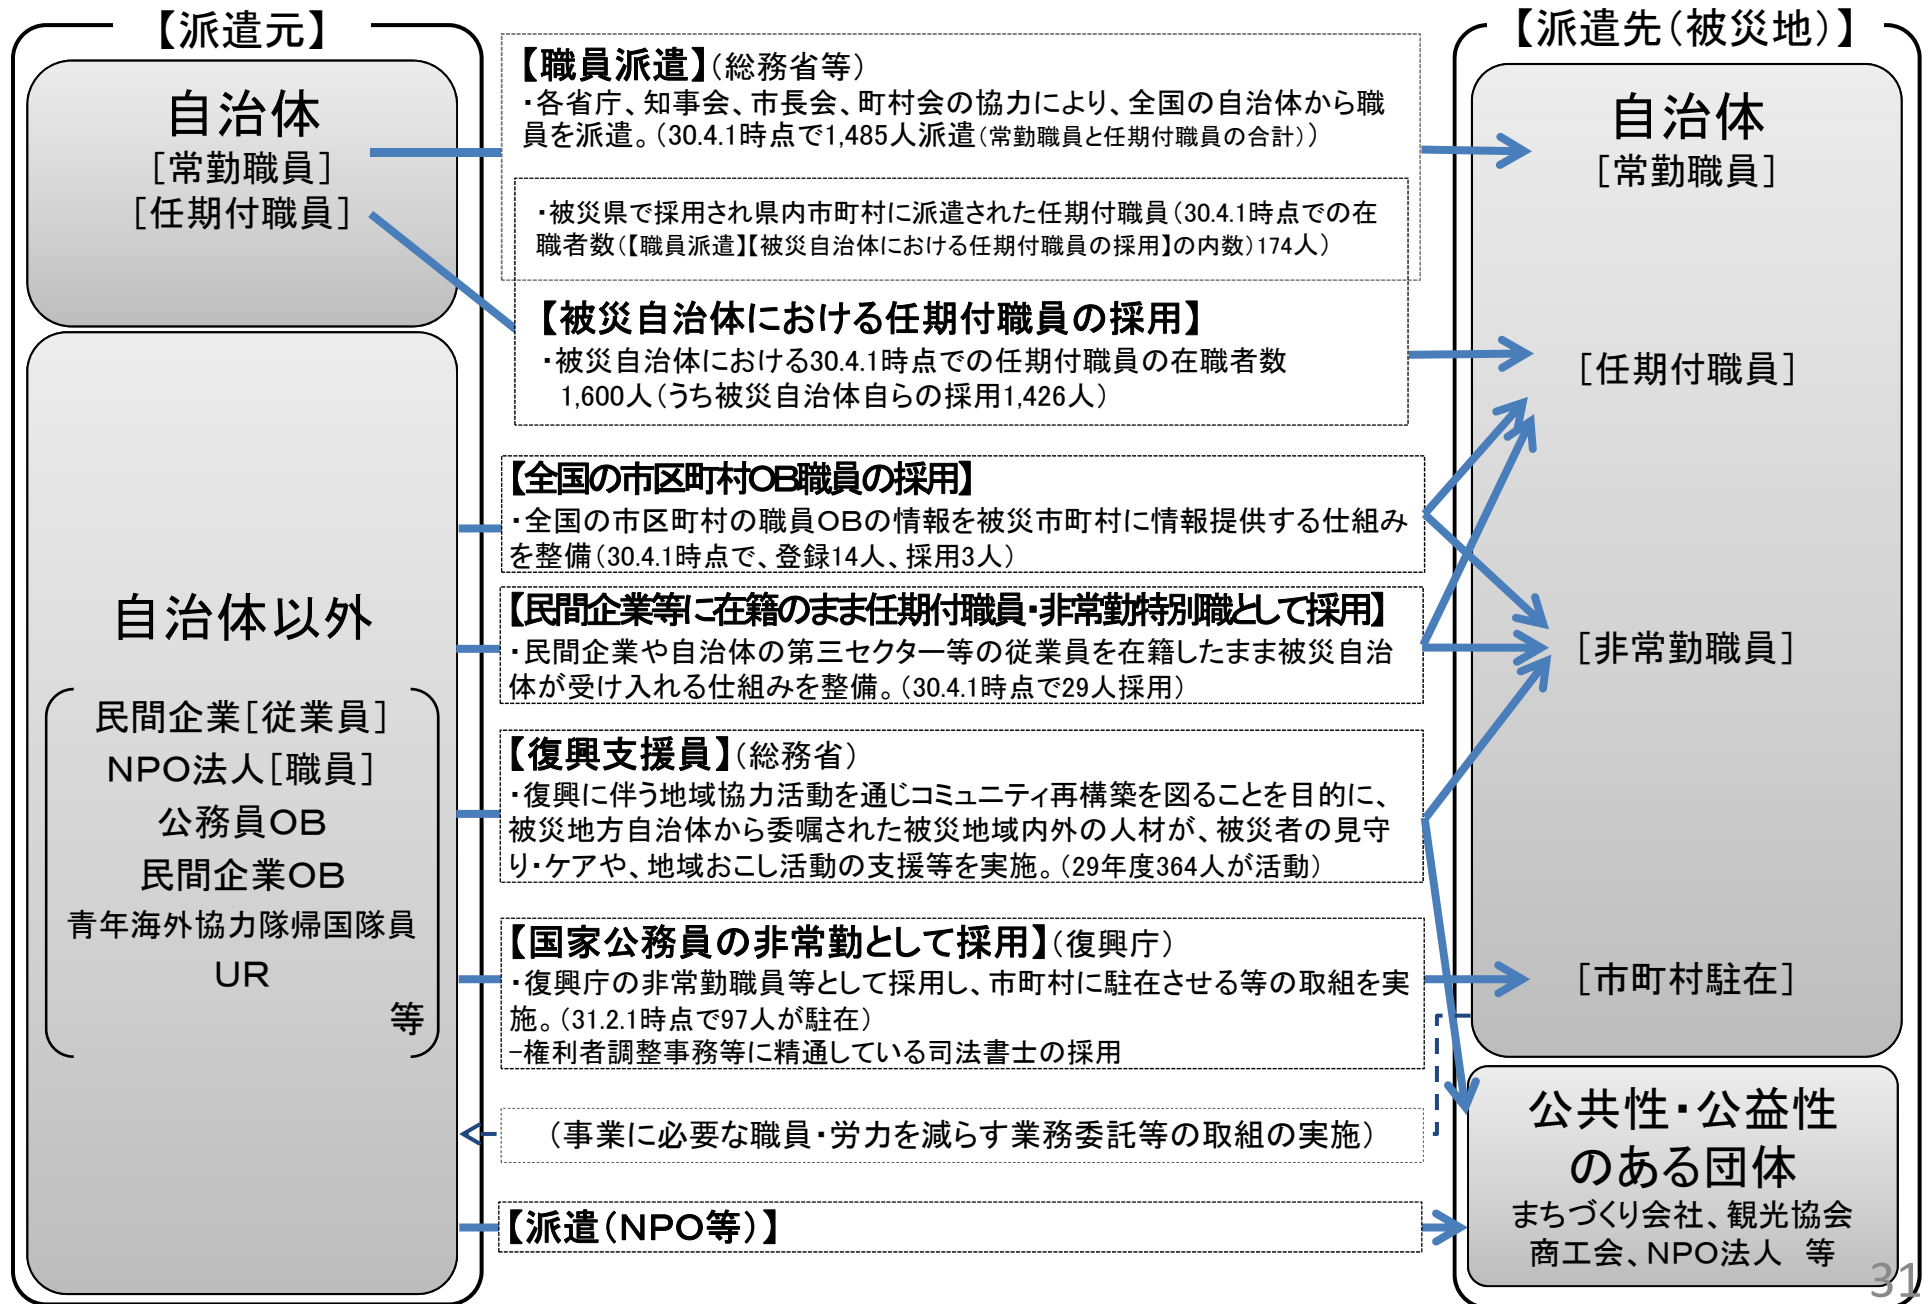 【派遣元】
自治体
［常勤職員］
［任期付職員］
自治体以外
民間企業［従業員］
ＮＰＯ法人［職員］
公務員ＯＢ
民間企業ＯＢ
青年海外協力隊帰国隊員
ＵＲ
等
【職員派遣】（総務省等）
・各省庁、知事会、市長会、町村会の協力により、全国の自治体から職
員を派遣。（30.4.1時点で1,485人派遣（常勤職員と任期付職員の合計））
・被災県で採用され県内市町村に派遣された任期付職員（30.4.1時点での在
職者数（【職員派遣】【被災自治体における任期付職員の採用】の内数）174人）
【被災自治体における任期付職員の採用】
・被災自治体における30.4.1時点での任期付職員の在職者数
1,600人（うち被災自治体自らの採用1,426人）
【全国の市区町村ＯＢ職員の採用】
・全国の市区町村の職員ＯＢの情報を被災市町村に情報提供する仕組み
を整備（30.4.1時点で、登録14人、採用3人）
【民間企業等に在籍のまま任期付職員・非常勤特別職として採用】
・民間企業や自治体の第三セクター等の従業員を在籍したまま被災自治
体が受け入れる仕組みを整備。（30.4.1時点で29人採用）
【復興支援員】（総務省）
・復興に伴う地域協力活動を通じコミュニティ再構築を図ることを目的に、
被災地方自治体から委嘱された被災地域内外の人材が、被災者の見守
り・ケアや、地域おこし活動の支援等を実施。（29年度364人が活動）
【国家公務員の非常勤として採用】（復興庁）
・復興庁の非常勤職員等として採用し、市町村に駐在させる等の取組を実
施。（31.2.1時点で97人が駐在）
−権利者調整事務等に精通している司法書士の採用
（事業に必要な職員・労力を減らす業務委託等の取組の実施）
【派遣（ＮＰＯ等）】
【派遣先（被災地）】
自治体
［常勤職員］
［任期付職員］
［非常勤職員］
［市町村駐在］
公共性・公益性
のある団体
まちづくり会社、観光協会
商工会、ＮＰＯ法人　等
31